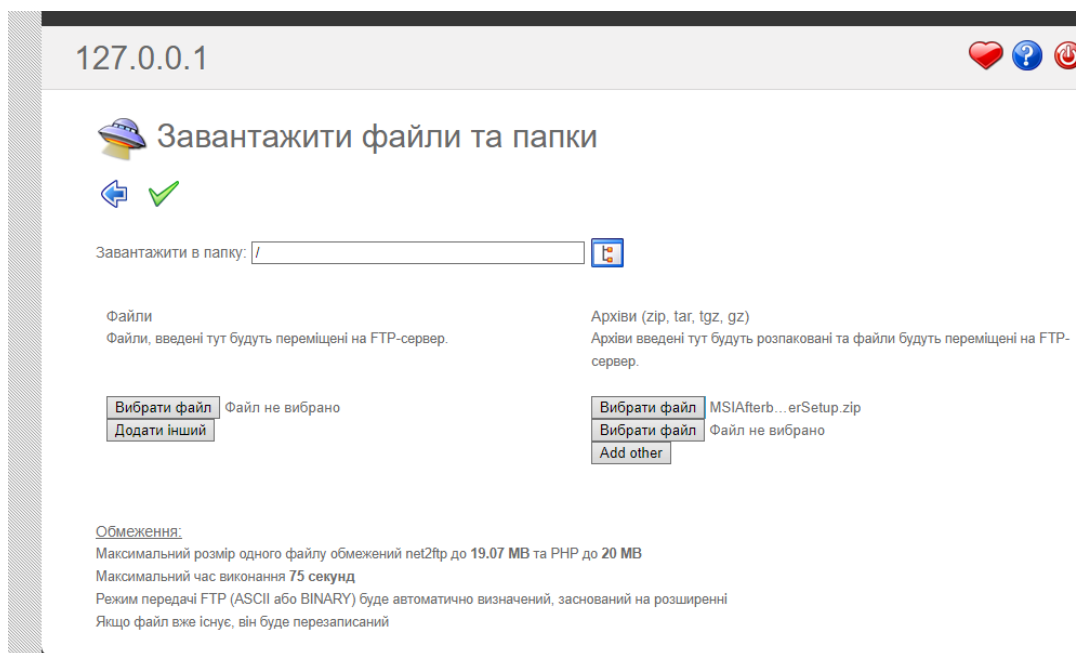 127.0.0.1
Завантажити файли та папки
Завантажити в папку: /
Файли
Файли, введені тут будуть переміщені на FTP-сервер.
Вибрати файл Файл не вибрано
Додати інший
Архіви (zip, tar, tgz, gz)
Архіви введені тут будуть розпаковані та файли будуть переміщені на FTP-
сервер.
Вибрати файл MSIAfterb...erSetup.zip
Вибрати файл Файл не вибрано
Add other
Обмеження:
Максимальний розмір одного файлу обмежений net2ftp до 19.07 MB та PHP до 20 MB
Максимальний час виконання 75 секунд
Режим передачі FTP (ASCII або BINARY) буде автоматично визначений, заснований на розширенні
Якщо файл вже існує, він буде перезаписаний